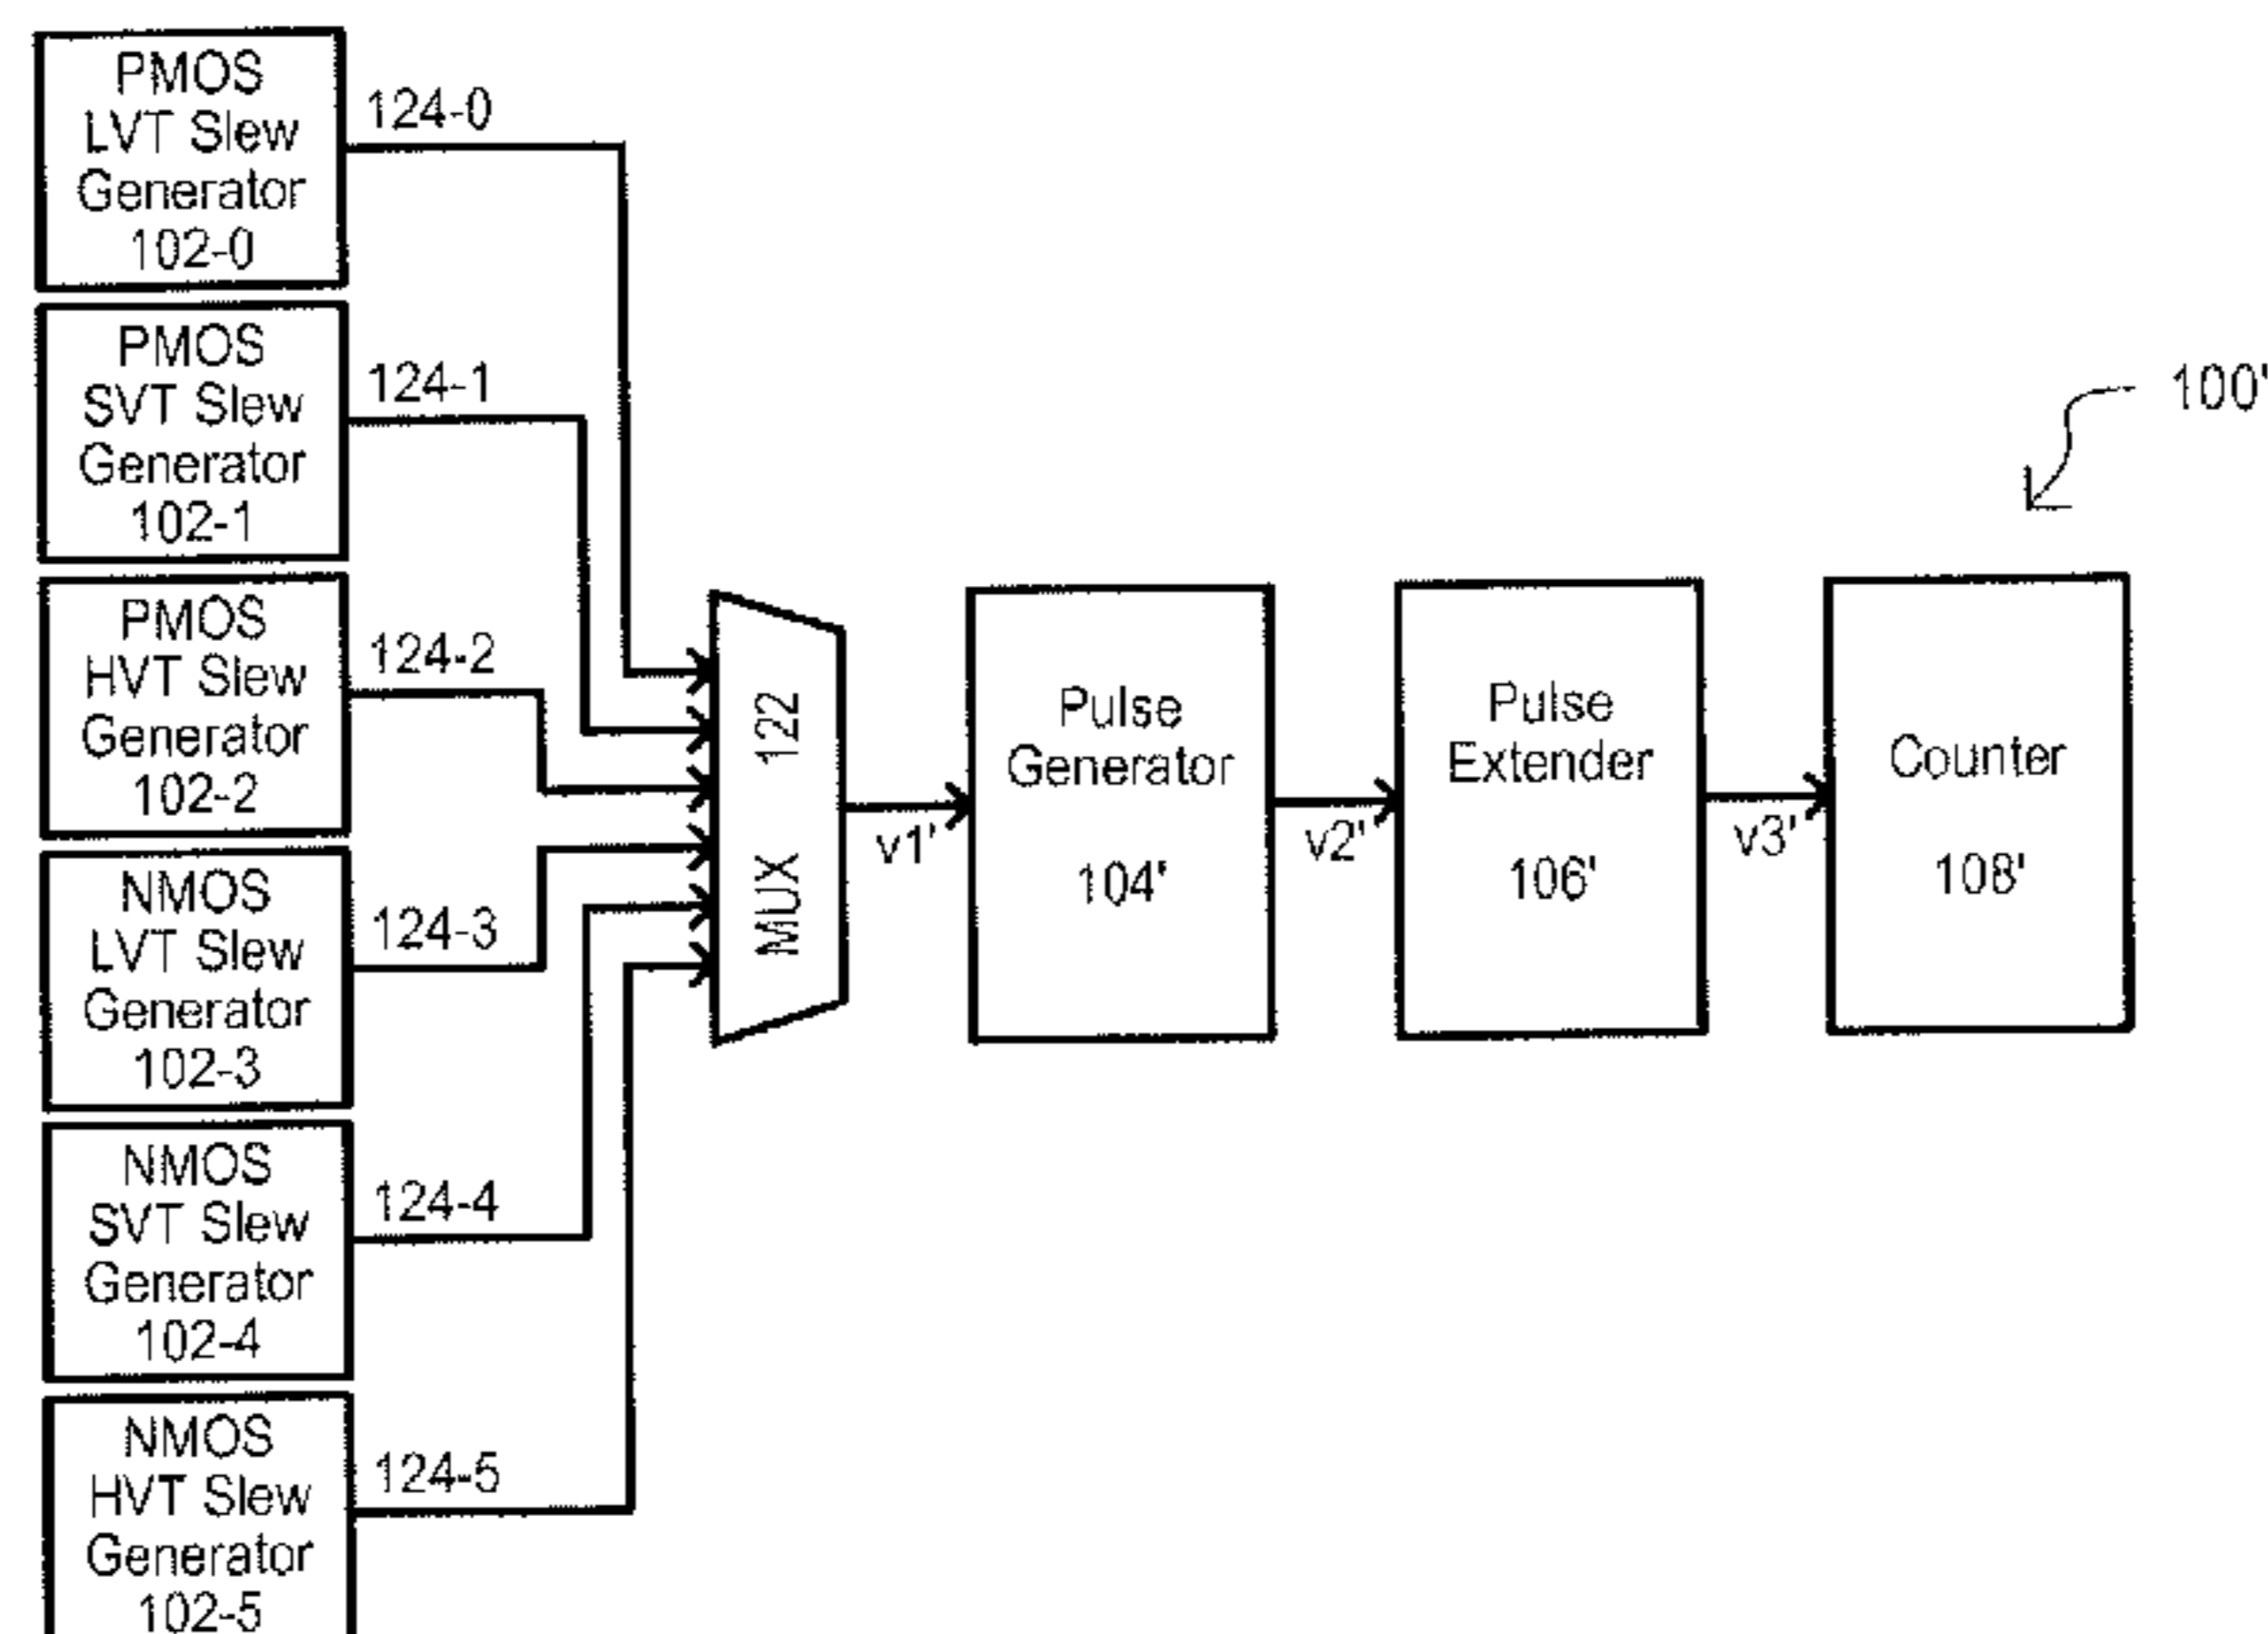 PMOS
LVT Slew
Generator
102-0
124-0
PMOS
SVT Slew
Generator
102-1
124-1
PMOS
HVT Slew
Generator
102-2
124-2
NMOS
LVT Slew
Generator
102-3
124-3
NMOS
SVT Slew
Generator
102-4
124-4
NMOS
HVT Slew
Generator
102-5
124-5
MUX 122
v1'
Pulse
Generator
104'
v2'
Pulse
Extender
106'
v3'
Counter
108'
100'